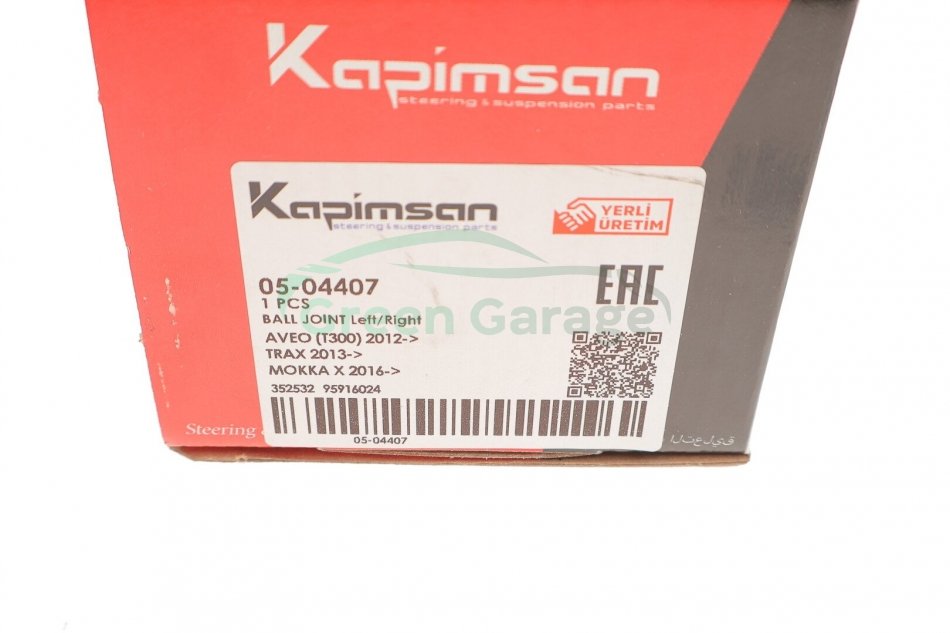 Kapimsan
steering & suspension parts
Kapimsan
steering & suspension parts
YERLİ
ÜRETİM
05-04407
1 PCS
BALL JOINT Left/Right
EAC
Green Garage
AVEO (T300) 2012->
TRAX 2013->
MOKKA X 2016->
352532 95916024
05-04407
Steering
التعليق